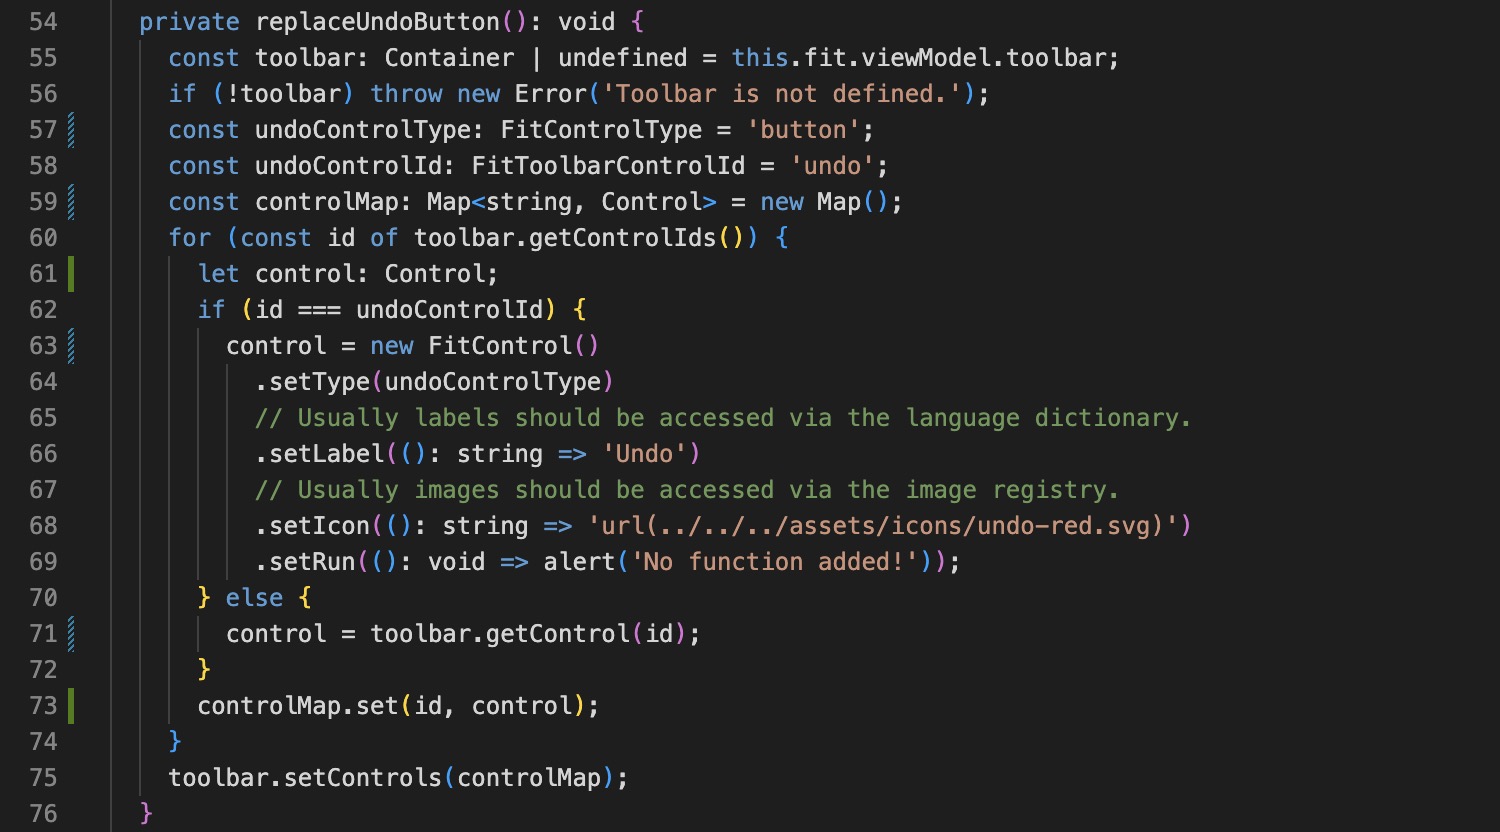 54 private replaceUndoButton(): void {
55 const toolbar: Container | undefined = this.fit.viewModel.toolbar;
56 if (!toolbar) throw new Error('Toolbar is not defined.');
57 const undoControlType: FitControlType = 'button';
58 const undoControlId: FitToolbarControlId = 'undo';
59 const controlMap: Map<string, Control> = new Map();
60 for (const id of toolbar.getControlIds()) {
61 let control: Control;
62 if (id === undoControlId) {
63 control = new FitControl()
64 .setType(undoControlType)
65 // Usually labels should be accessed via the language dictionary.
66 .setLabel((): string => 'Undo')
67 // Usually images should be accessed via the image registry.
68 .setIcon((): string => 'url(../../../assets/icons/undo-red.svg)')
69 .setRun((): void => alert('No function added!'));
70 } else {
71 control = toolbar.getControl(id);
72 }
73 controlMap.set(id, control);
74 }
75 toolbar.setControls(controlMap);
76 }